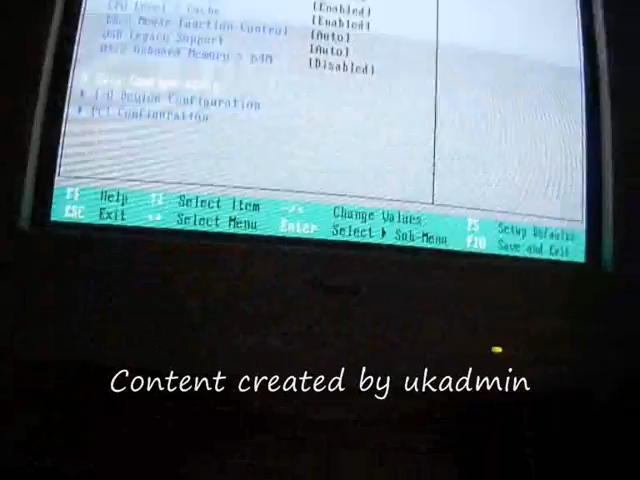 CPU Level 2 Cache [Enabled]
PS/2 Mouse Function Control [Enabled]
USB Legacy Support [Auto]
[Auto]
OS/2 Onboard Memory > 64M [Disabled]
I/O Device Configuration
PCI Configuration
F1 Help ↑↓ Select Item -/+ Change Values F5 Setup Defaults
ESC Exit ←→ Select Menu Enter Select ▶ Sub-Menu F10 Save and Exit
Content created by ukadmin